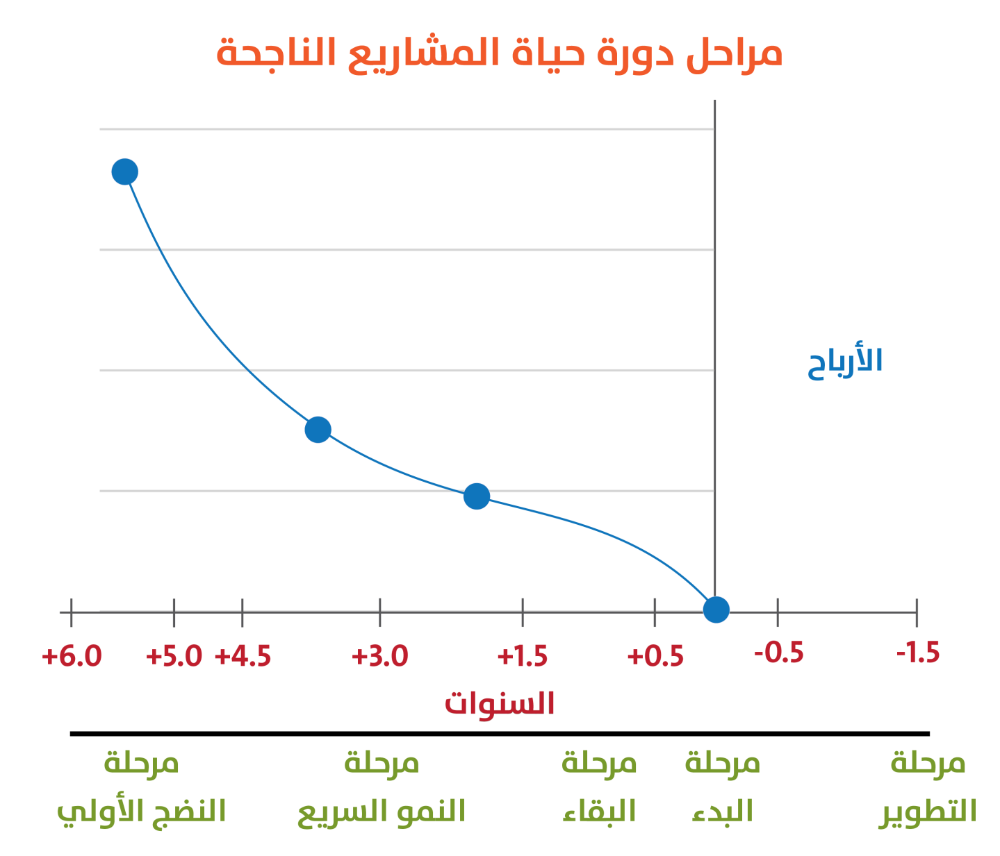 مراحل دورة حياة المشاريع الناجحة
الأرباح
-1.5
-0.5
+0.5
+1.5
+3.0
+4.5
+5.0
+6.0
السنوات
مرحلة
التطوير
مرحلة
البدء
مرحلة
البقاء
مرحلة
النمو السريع
مرحلة
النضج الأولي